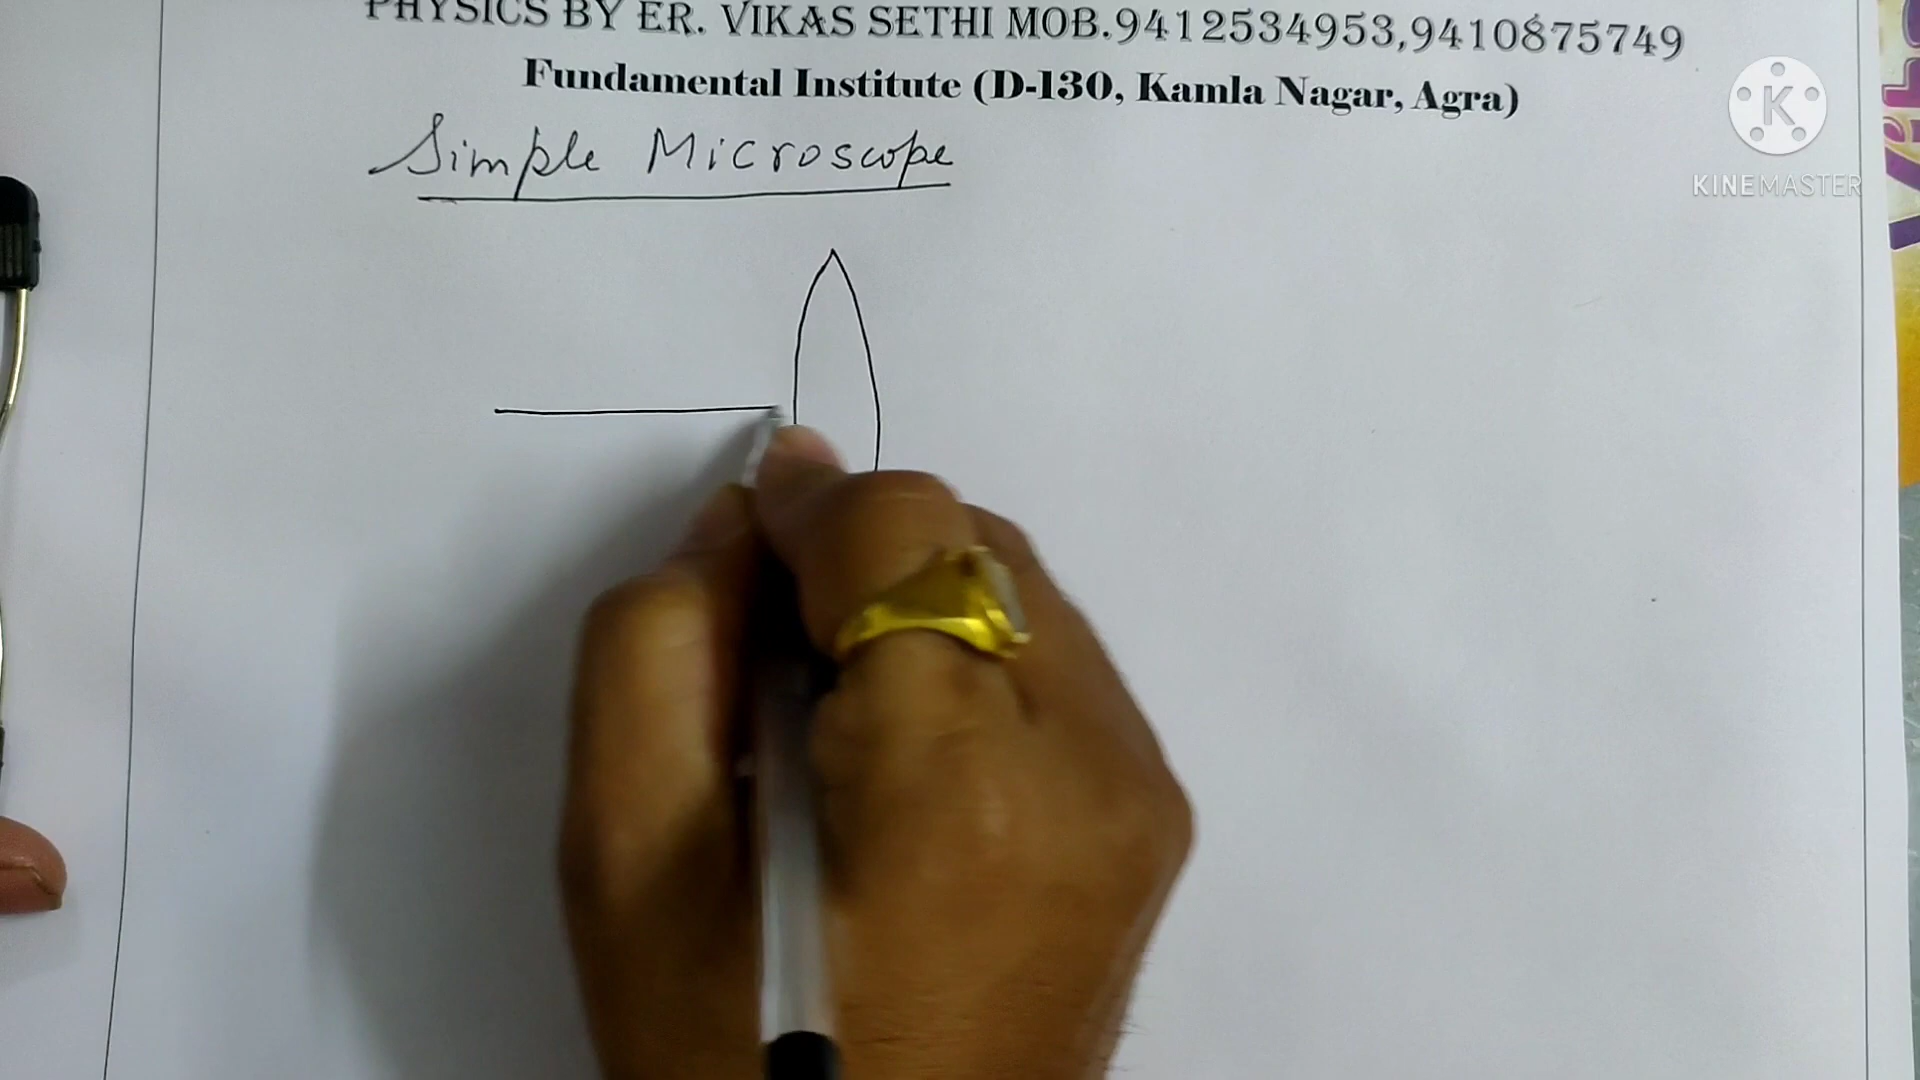 PHYSICS BY ER. VIKAS SETHI MOB.9412534953,9410875749
Fundamental Institute (D-130, Kamla Nagar, Agra)
K
KINEMASTER
Simple Microscope